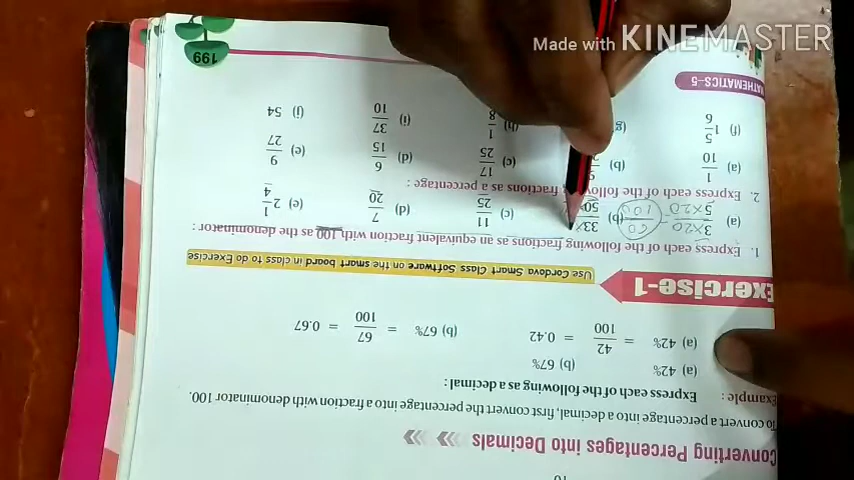 Made with KINEMASTER
Converting Percentages into Decimals
To convert a percentage into a decimal, first convert the percentage into a fraction with denominator 100.
Example : Express each of the following as a decimal :
(a) 42% (b) 67%
(a) 42% = 42/100 = 0.42 (b) 67% = 67/100 = 0.67
Exercise-1
Use Cordova Smart Class Software on the smart board in class to do Exercise
1. Express each of the following fractions as an equivalent fraction with 100 as the denominator :
(a) 3×20/5×20 = 60/100 (b) 33×/50× (c) 11/25 (d) 7/20 (e) 2 1/4
2. Express each of the following fractions as a percentage :
(a) 1/10 (b) (c) 17/25 (d) 6/15 (e) 9/27
(f) 1 5/6 (g) (h) 1/8 (i) 37/10 (j) 54
MATHEMATICS-5
199